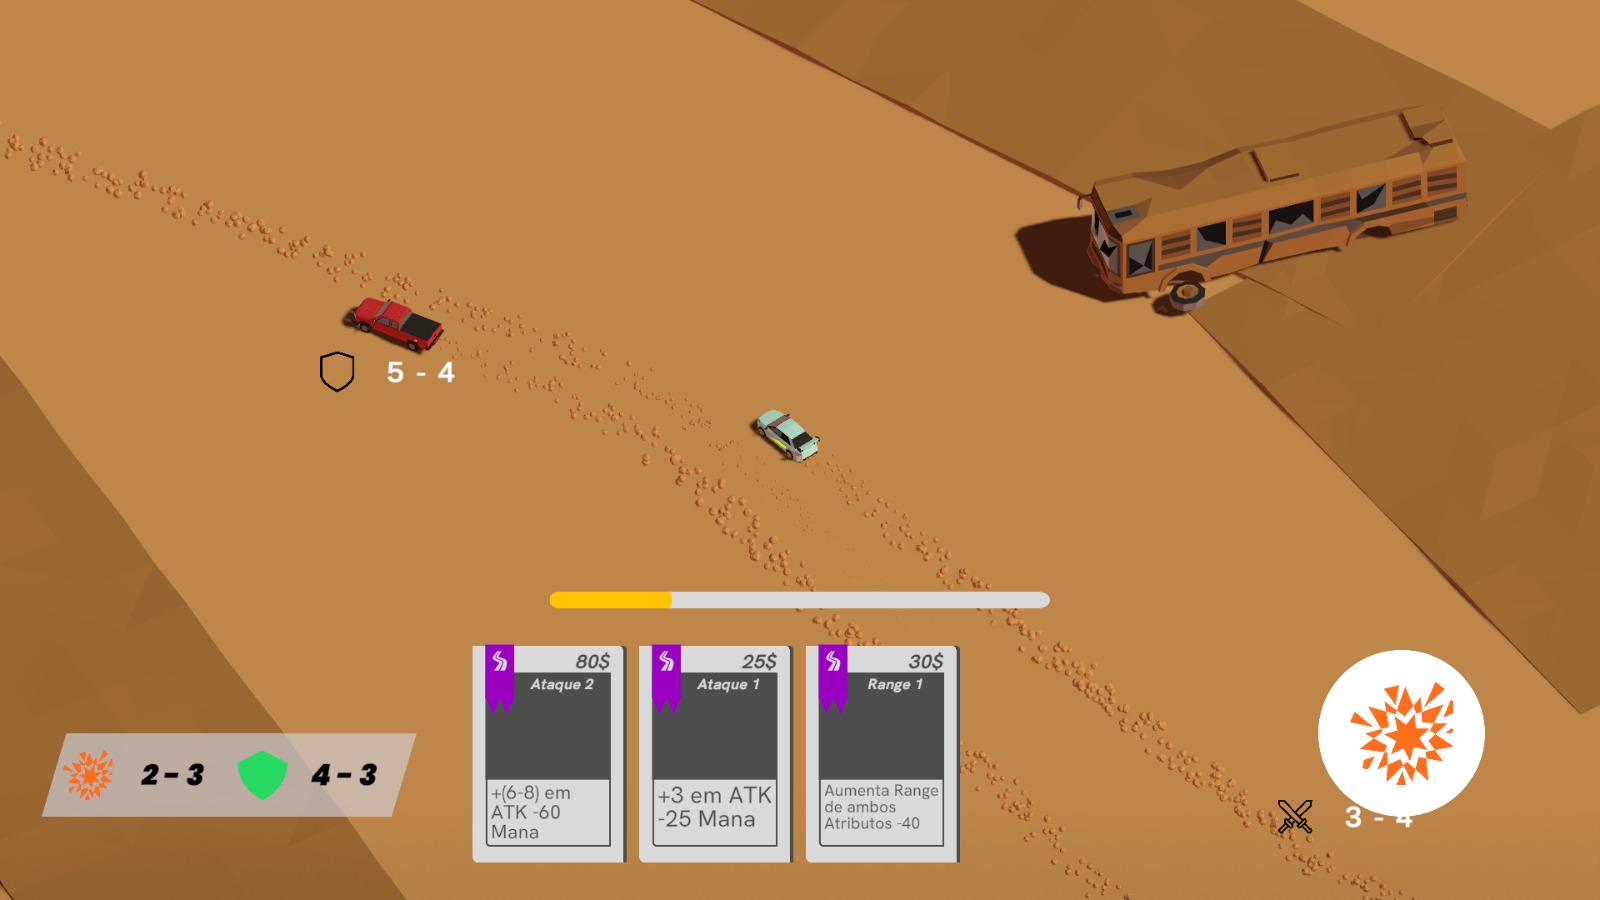 5 - 4
80$
Ataque 2
+(6-8) em
ATK -60
Mana
25$
Ataque 1
+3 em ATK
-25 Mana
30$
Range 1
Aumenta Range
de ambos
Atributos -40
2 - 3
4 - 3
3 - 4